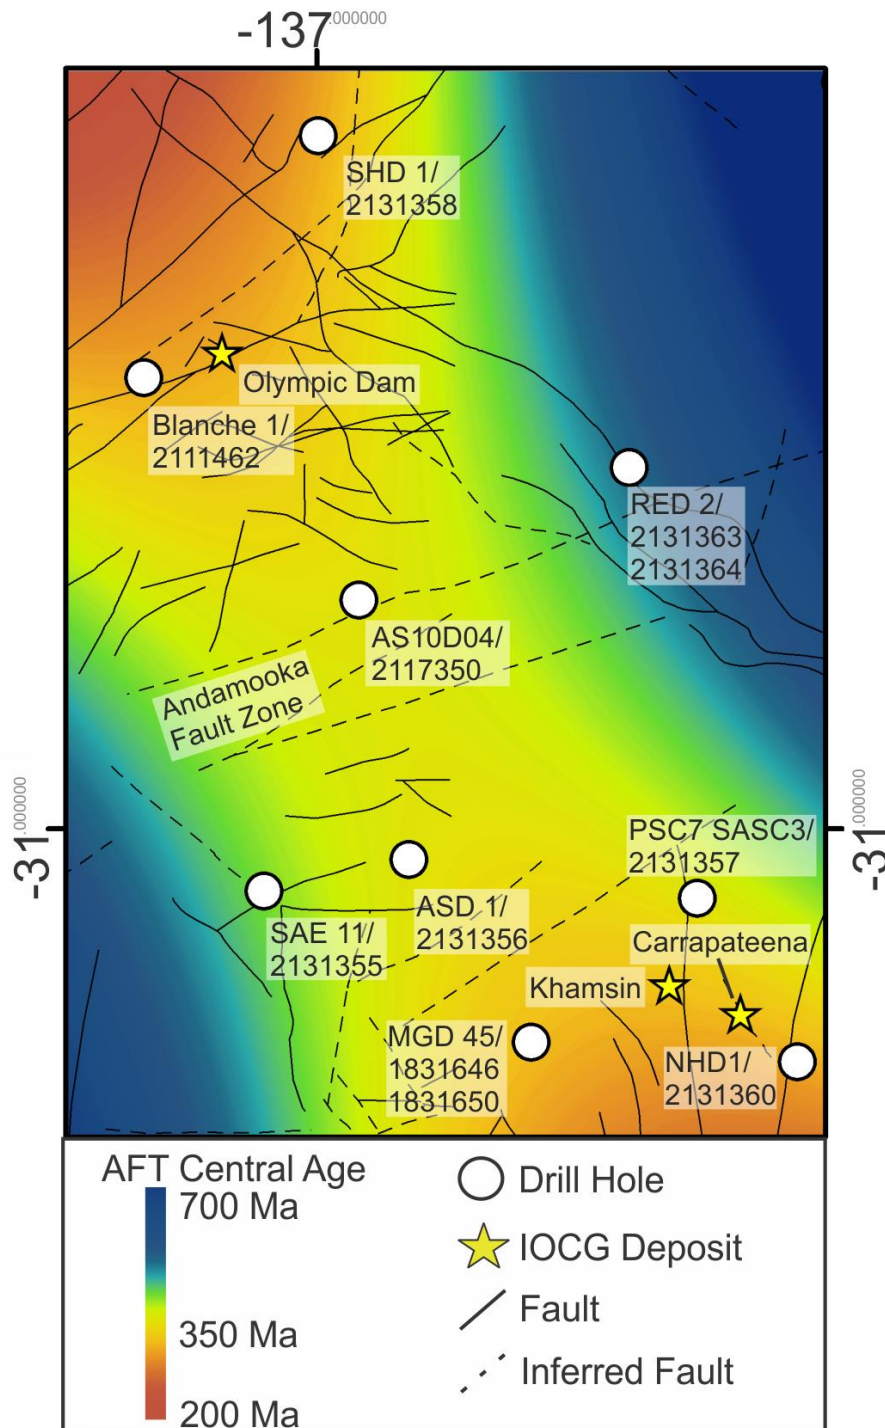 -137.000000
SHD 1/
2131358
Olympic Dam
Blanche 1/
2111462
RED 2/
2131363
2131364
AS10D04/
2117350
Andamooka
Fault Zone
-31.000000
-31.000000
PSC7 SASC3/
2131357
ASD 1/
2131356
SAE 11/
2131355
Carrapateena
Khamsin
MGD 45/
1831646
1831650
NHD1/
2131360
AFT Central Age
700 Ma
350 Ma
200 Ma
Drill Hole
IOCG Deposit
Fault
Inferred Fault